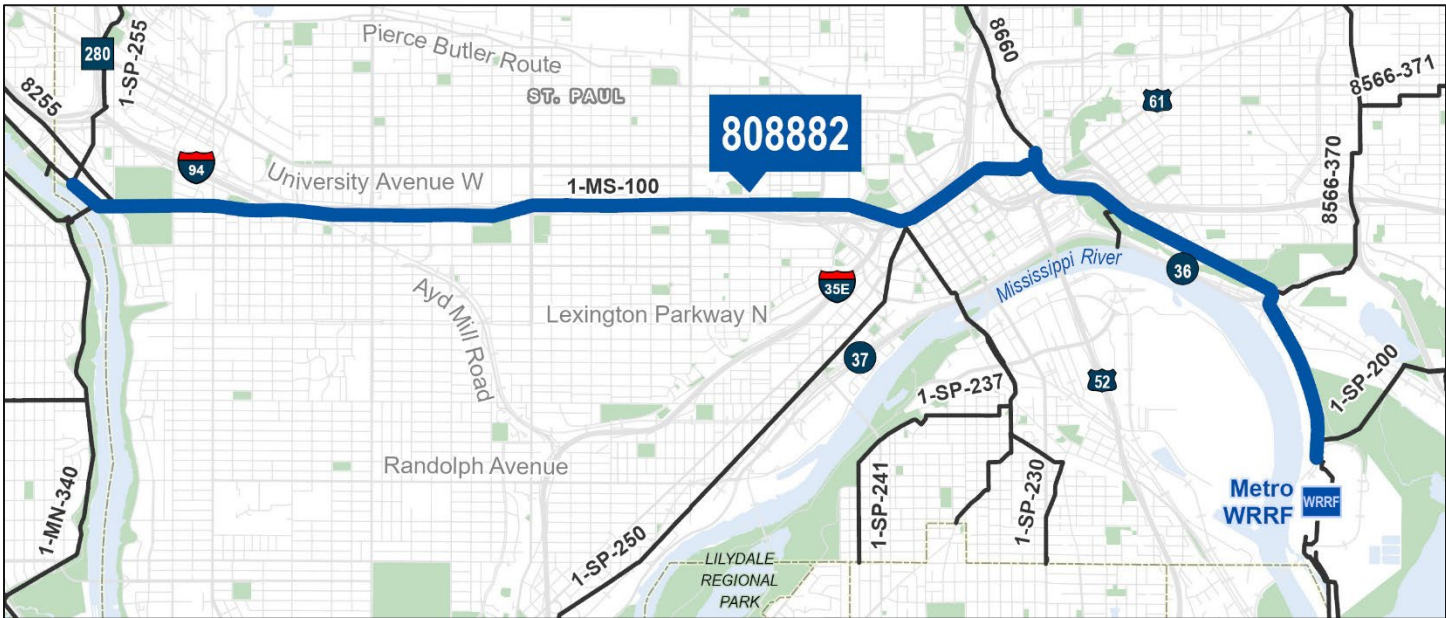 280
1-SP-255
8255
Pierce Butler Route
ST. PAUL
8660
61
8566-371
94
University Avenue W
808882
1-MS-100
8566-370
Mississippi River
36
35E
Ayd Mill Road
Lexington Parkway N
37
52
1-SP-200
1-SP-237
Randolph Avenue
1-MN-340
1-SP-250
1-SP-241
1-SP-230
Metro
WRRF
WRRF
LILYDALE
REGIONAL
PARK